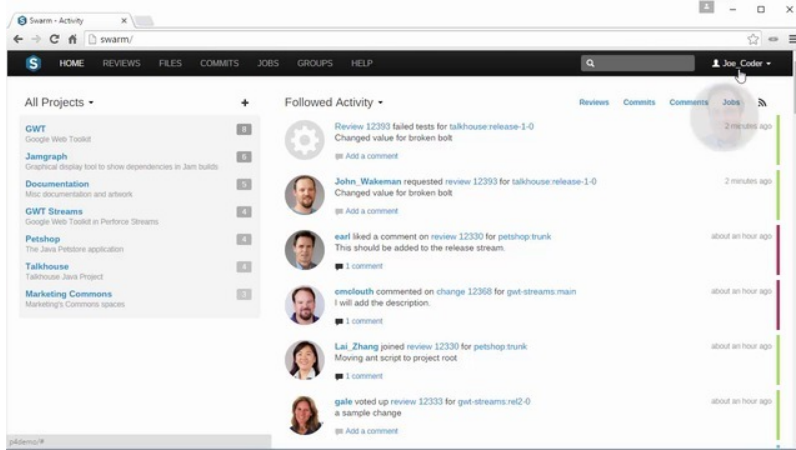 Swarm - Activity
swarm/
HOME REVIEWS FILES COMMITS JOBS GROUPS HELP
Joe_Coder
All Projects
+
GWT 8
Google Web Toolkit
Jamgraph 6
Graphical display tool to show dependencies in Jam builds
Documentation 5
Misc documentation and artwork
GWT Streams 4
Google Web Toolkit in Perforce Streams
Petshop 4
The Java Petstore application
Talkhouse 4
Talkhouse Java Project
Marketing Commons
Marketing's Commons spaces
Followed Activity
Reviews Commits Comments Jobs
Review 12393 failed tests for talkhouse:release-1-0
2 minutes ago
Changed value for broken bolt
Add a comment
John_Wakeman requested review 12393 for talkhouse:release-1-0
2 minutes ago
Changed value for broken bolt
Add a comment
earl liked a comment on review 12330 for petshop:trunk
about an hour ago
This should be added to the release stream.
1 comment
cmclouth commented on change 12368 for gwt-streams:main
about an hour ago
I will add the description.
1 comment
Lai_Zhang joined review 12330 for petshop:trunk
about an hour ago
Moving ant script to project root
1 comment
gale voted up review 12333 for gwt-streams:rel2-0
about an hour ago
a sample change
Add a comment
p4demo/#